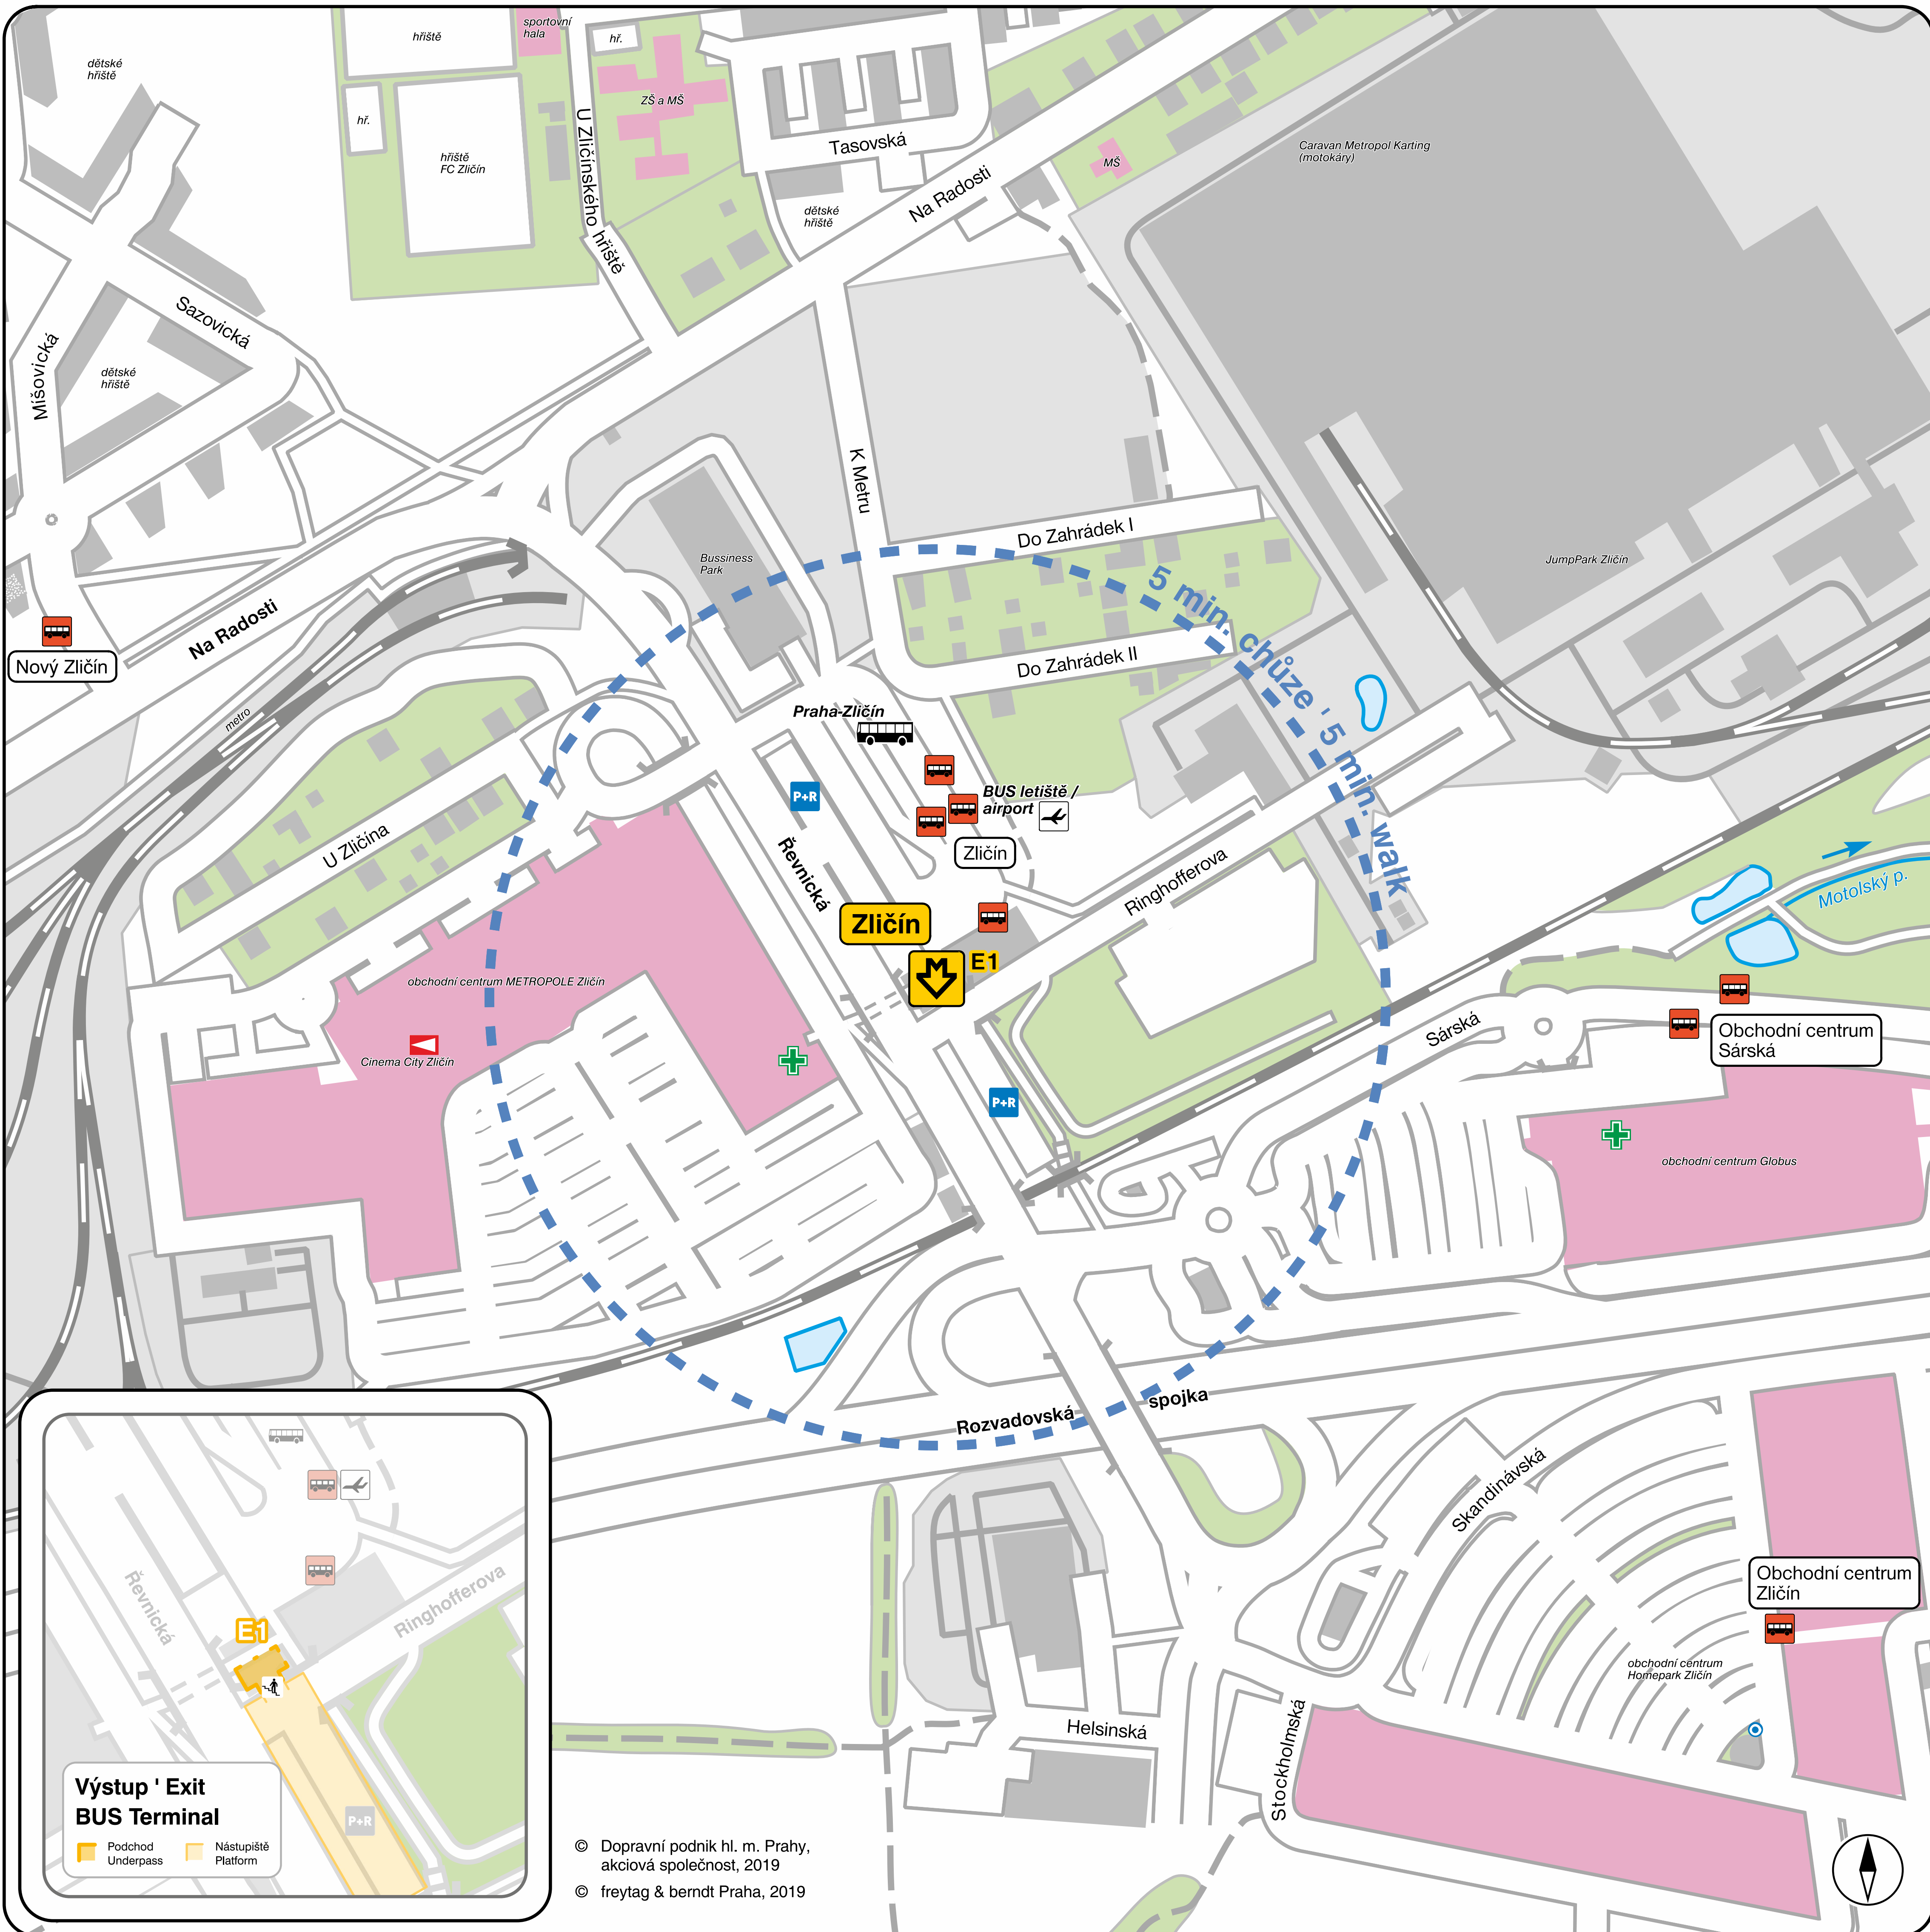 sportovní
hala
hřiště
hř.
dětské
hřiště
ZŠ a MŠ
hř.
hřiště
FC Zličín
U Zličínského hřiště
Tasovská
Caravan Metropol Karting
(motokáry)
MŠ
Na Radosti
dětské
hřiště
Sazovická
Míšovická
dětské
hřiště
K Metru
Do Zahrádek I
Bussiness
Park
JumpPark Zličín
5 min. chůze ' 5 min. walk
Na Radosti
Nový Zličín
Do Zahrádek II
metro
Praha-Zličín
P+R
BUS letiště /
airport
U Zličína
Řevnická
Zličín
Ringhofferova
Motolský p.
Zličín
E1
obchodní centrum METROPOLE Zličín
Sárská
Obchodní centrum
Sárská
Cinema City Zličín
P+R
obchodní centrum Globus
Rozvadovská
spojka
Skandinávská
Obchodní centrum
Zličín
obchodní centrum
Homepark Zličín
Helsinská
Stockholmská
Řevnická
Ringhofferova
E1
P+R
Výstup ' Exit
BUS Terminal
Podchod
Underpass
Nástupiště
Platform
© Dopravní podnik hl. m. Prahy,
akciová společnost, 2019
© freytag & berndt Praha, 2019